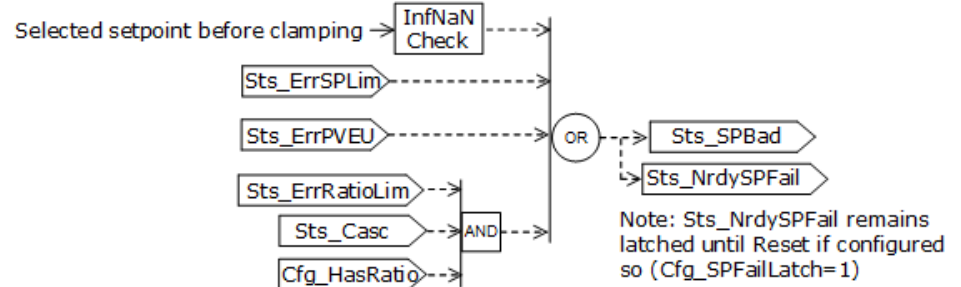 InfNaN
Check
Selected setpoint before clamping
Sts_ErrSPLim
Sts_ErrPVEU
OR
Sts_SPBad
Sts_NrdySPFail
Sts_ErrRatioLim
Sts_Casc
AND
Cfg_HasRatio
Note: Sts_NrdySPFail remains
latched until Reset if configured
so (Cfg_SPFailLatch=1)